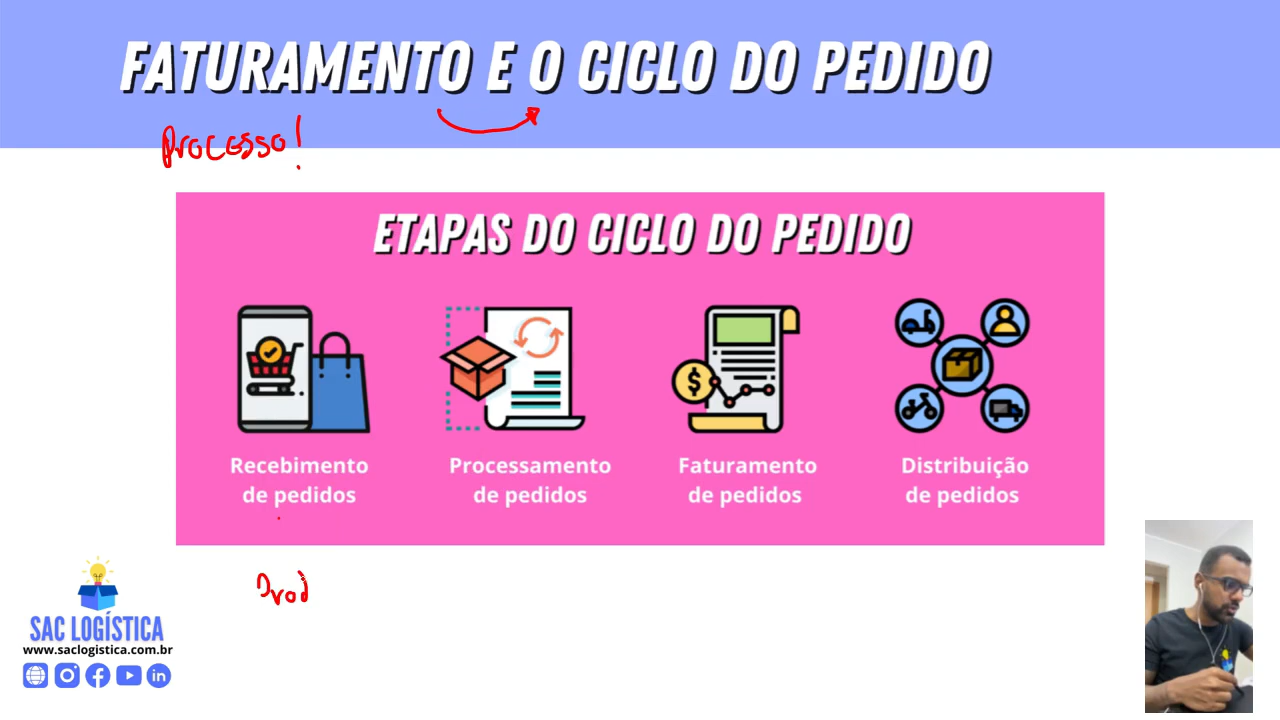 FATURAMENTO E O CICLO DO PEDIDO
Processo!
ETAPAS DO CICLO DO PEDIDO
Recebimento
de pedidos
Processamento
de pedidos
Faturamento
de pedidos
Distribuição
de pedidos
SAC LOGÍSTICA
www.saclogistica.com.br